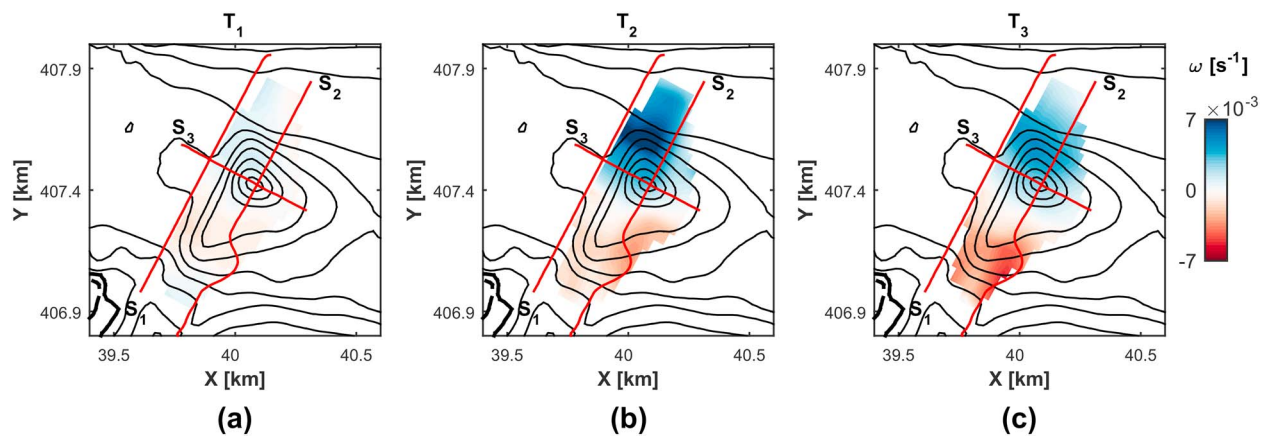 T1 T2 T3
407.9 407.9 407.9
S2 S2 S2
ω [s-1]
×10-3
7
S3 S3 S3
Y [km] Y [km] Y [km]
407.4 407.4 407.4
0
-7
406.9 406.9 406.9
S1 S1 S1
39.5 40 40.5 39.5 40 40.5 39.5 40 40.5
X [km] X [km] X [km]
(a) (b) (c)